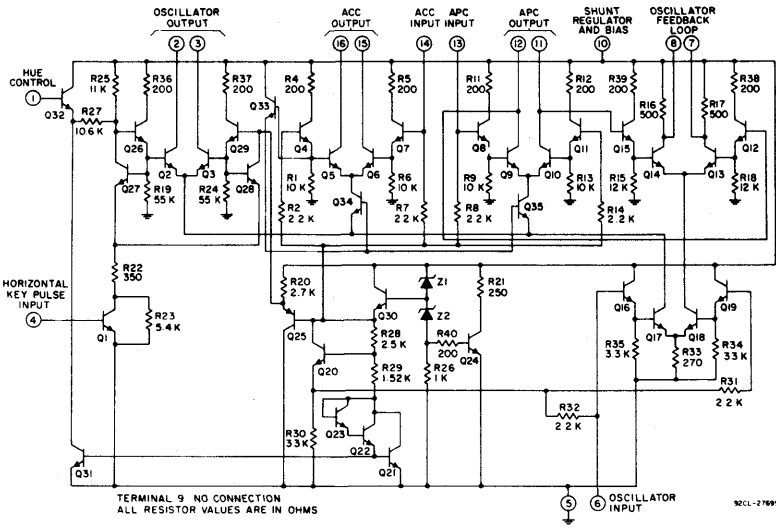 OSCILLATOR OUTPUT
2 3
ACC OUTPUT
16 15
ACC INPUT
14
APC INPUT
13
APC OUTPUT
12 11
SHUNT REGULATOR AND BIAS
10
OSCILLATOR FEEDBACK LOOP
8 7
HUE CONTROL
1
Q32
R25 11 K
R36 200
R37 200
Q33
R4 200
R5 200
R11 200
R12 200
R39 200
R16 500
R17 500
R38 200
R27 10.6 K
Q26
Q29
Q4
Q7
Q8
Q11
Q15
Q12
Q27
Q2
Q3
Q28
Q5
Q6
Q9
Q10
Q14
Q13
R19 55 K
R24 55 K
R1 10 K
R6 10 K
R9 10 K
R13 10 K
R15 12 K
R18 12 K
R2 2.2 K
Q34
R7 2.2 K
R8 2.2 K
Q35
R14 2.2 K
R22 350
HORIZONTAL KEY PULSE INPUT
4
Q1
R23 5.4 K
R20 2.7 K
Q25
Q30
Z1
Z2
R21 250
Q16
Q19
R28 2.5 K
R40 200
Q24
Q17
Q18
Q20
R29 1.52 K
R26 1 K
R35 3.3 K
R33 270
R34 3.3 K
R31 2.2 K
R30 3.3 K
Q23
Q22
R32 2.2 K
Q31
Q21
5
6 OSCILLATOR INPUT
TERMINAL 9 NO CONNECTION
ALL RESISTOR VALUES ARE IN OHMS